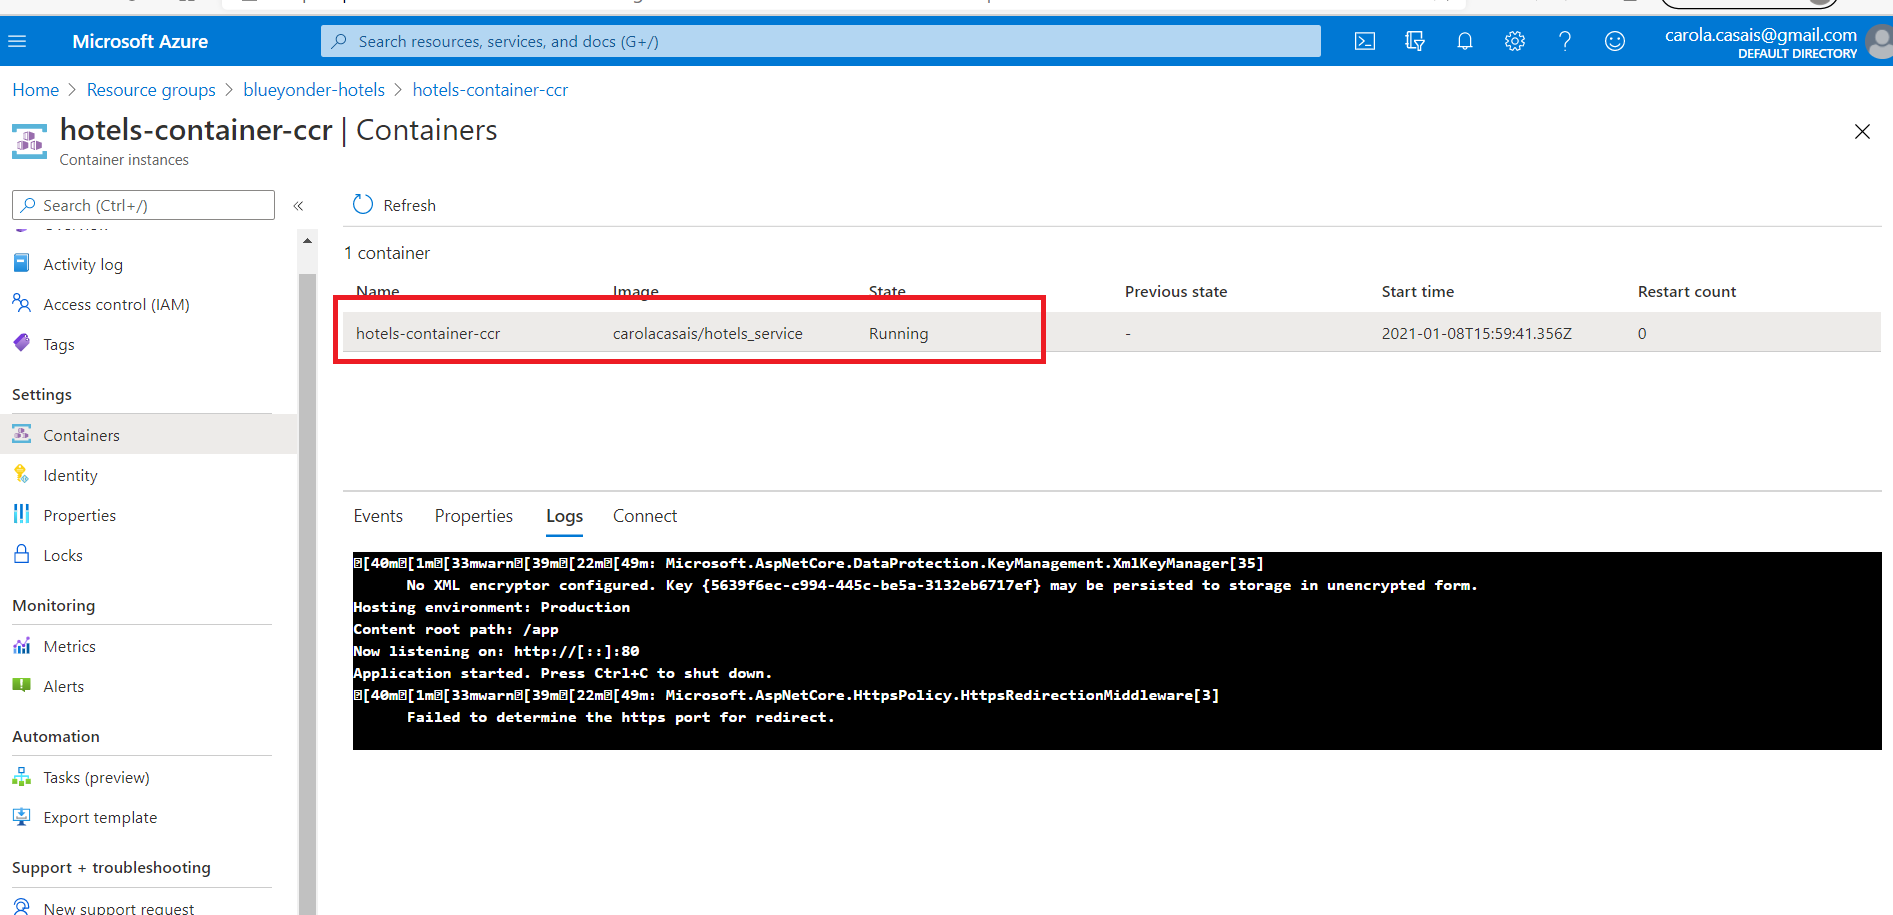 Microsoft Azure
Search resources, services, and docs (G+/)
carola.casais@gmail.com
DEFAULT DIRECTORY
Home > Resource groups > blueyonder-hotels > hotels-container-ccr
hotels-container-ccr | Containers
Container instances
Search (Ctrl+/)
«
Refresh
Overview
Activity log
Access control (IAM)
Tags
Settings
Containers
Identity
Properties
Locks
Monitoring
Metrics
Alerts
Automation
Tasks (preview)
Export template
Support + troubleshooting
New support request
1 container
Name Image State Previous state Start time Restart count
hotels-container-ccr carolacasais/hotels_service Running - 2021-01-08T15:59:41.356Z 0
Events Properties Logs Connect
[40m[1m[33mwarn[39m[22m[49m: Microsoft.AspNetCore.DataProtection.KeyManagement.XmlKeyManager[35]
No XML encryptor configured. Key {5639f6ec-c994-445c-be5a-3132eb6717ef} may be persisted to storage in unencrypted form.
Hosting environment: Production
Content root path: /app
Now listening on: http://[::]:80
Application started. Press Ctrl+C to shut down.
[40m[1m[33mwarn[39m[22m[49m: Microsoft.AspNetCore.HttpsPolicy.HttpsRedirectionMiddleware[3]
Failed to determine the https port for redirect.